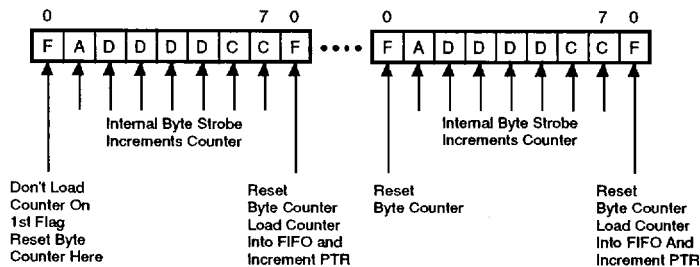 0 7 0 0 7 0
F A D D D D C C F •••• F A D D D D C C F
Internal Byte Strobe
Increments Counter
Internal Byte Strobe
Increments Counter
Don't Load
Counter On
1st Flag
Reset Byte
Counter Here
Reset
Byte Counter
Load Counter
Into FIFO and
Increment PTR
Reset
Byte Counter
Reset
Byte Counter
Load Counter
Into FIFO And
Increment PTR